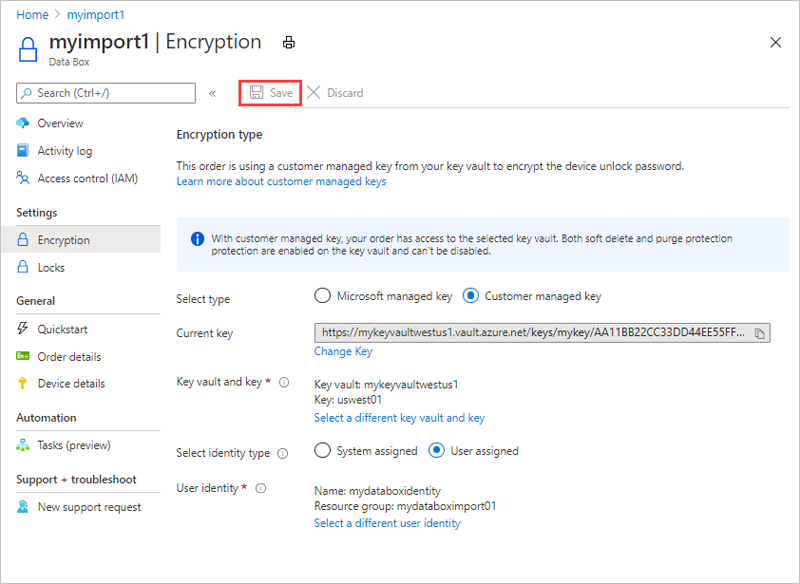 Home > myimport1
myimport1 | Encryption
Data Box
Search (Ctrl+/)
«
Save
Discard
Overview
Activity log
Access control (IAM)
Settings
Encryption
Locks
General
Quickstart
Order details
Device details
Automation
Tasks (preview)
Support + troubleshoot
New support request
Encryption type
This order is using a customer managed key from your key vault to encrypt the device unlock password.
Learn more about customer managed keys
With customer managed key, your order has access to the selected key vault. Both soft delete and purge protection
protection are enabled on the key vault and can't be disabled.
Select type
Microsoft managed key
Customer managed key
Current key
https://mykeyvaultwestus1.vault.azure.net/keys/mykey/AA11BB22CC33DD44EE55FF...
Change Key
Key vault and key *
Key vault: mykeyvaultwestus1
Key: uswest01
Select a different key vault and key
Select identity type
System assigned
User assigned
User identity *
Name: mydataboxidentity
Resource group: mydataboximport01
Select a different user identity